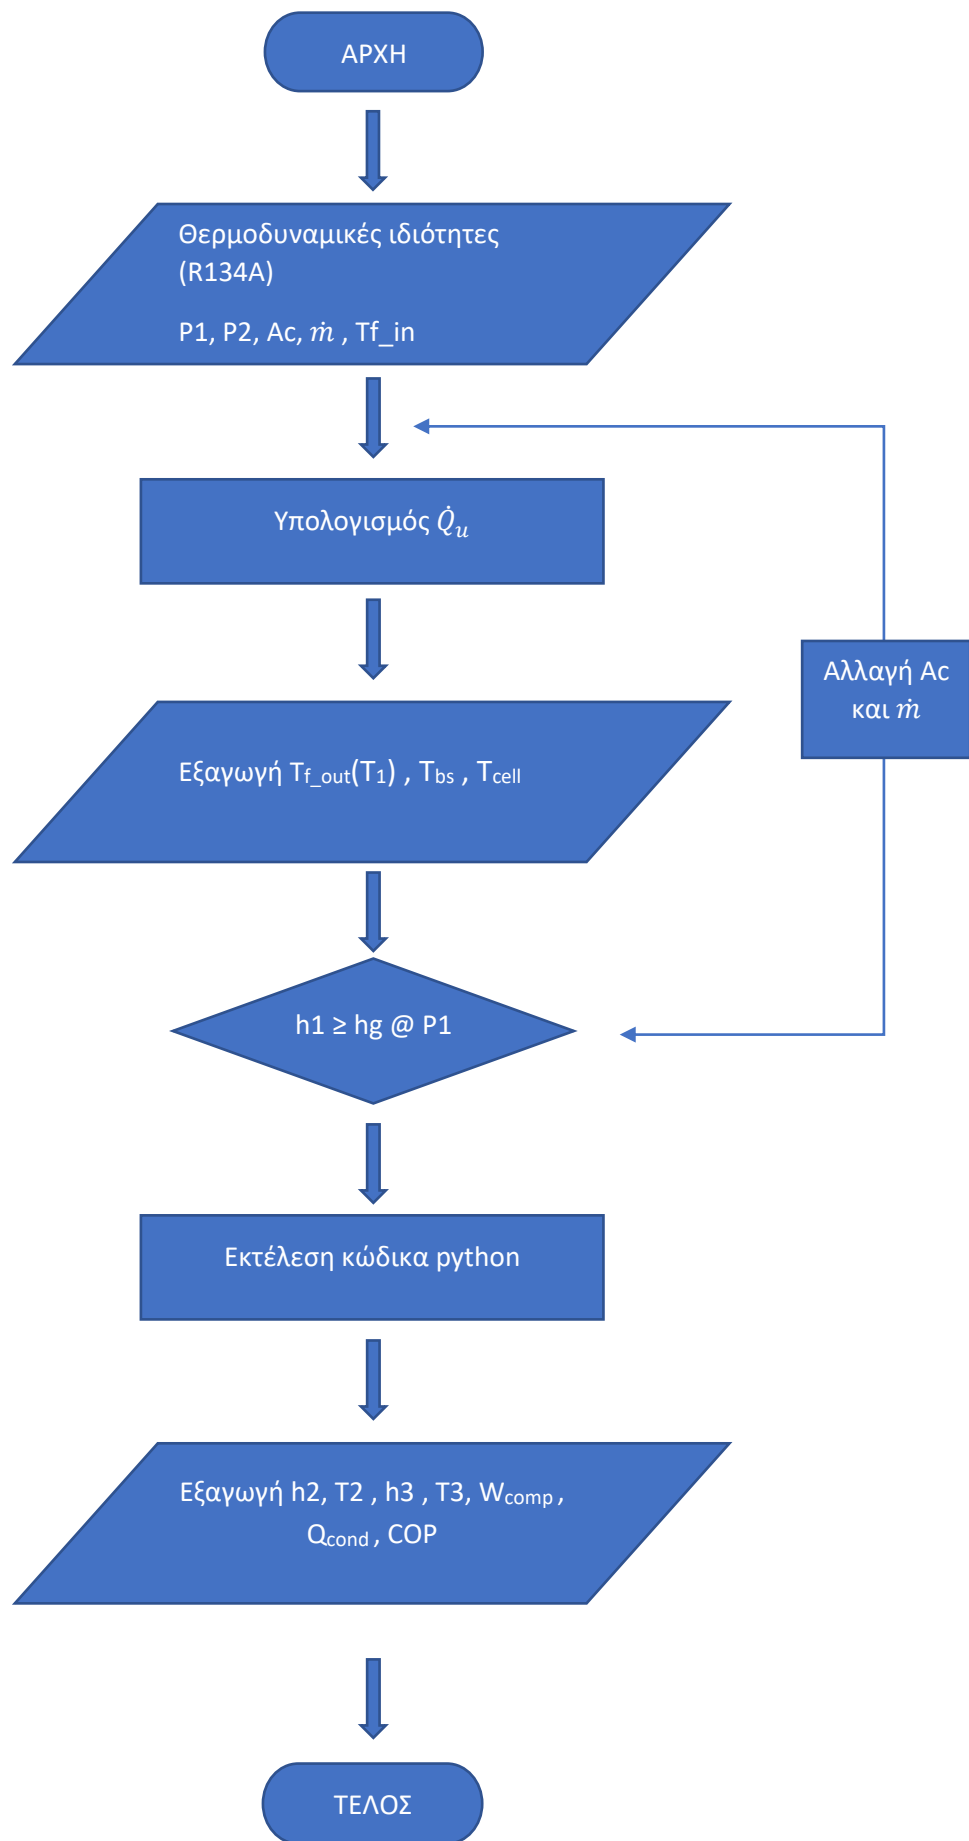 ΑΡΧΗ
Θερμοδυναμικές ιδιότητες
(R134A)
P1, P2, Ac, ṁ , Tf_in
Υπολογισμός Q̇ᵤ
Αλλαγή Ac
και ṁ
Εξαγωγή Tf_out(T1) , Tbs , Tcell
h1 ≥ hg @ P1
Εκτέλεση κώδικα python
Εξαγωγή h2, T2 , h3 , T3, Wcomp ,
Qcond , COP
ΤΕΛΟΣ